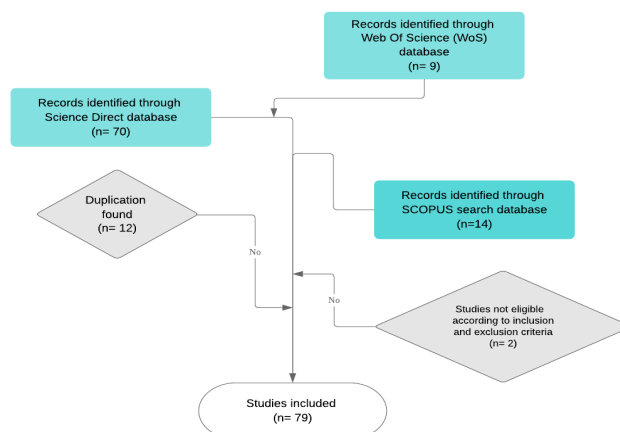 Records identified through
Web Of Science (WoS)
database
(n= 9)
Records identified through
Science Direct database
(n= 70)
Records identified through
SCOPUS search database
(n=14)
Duplication
found
(n= 12)
No
No
Studies not eligible
according to inclusion
and exclusion criteria
(n= 2)
Studies included
(n= 79)